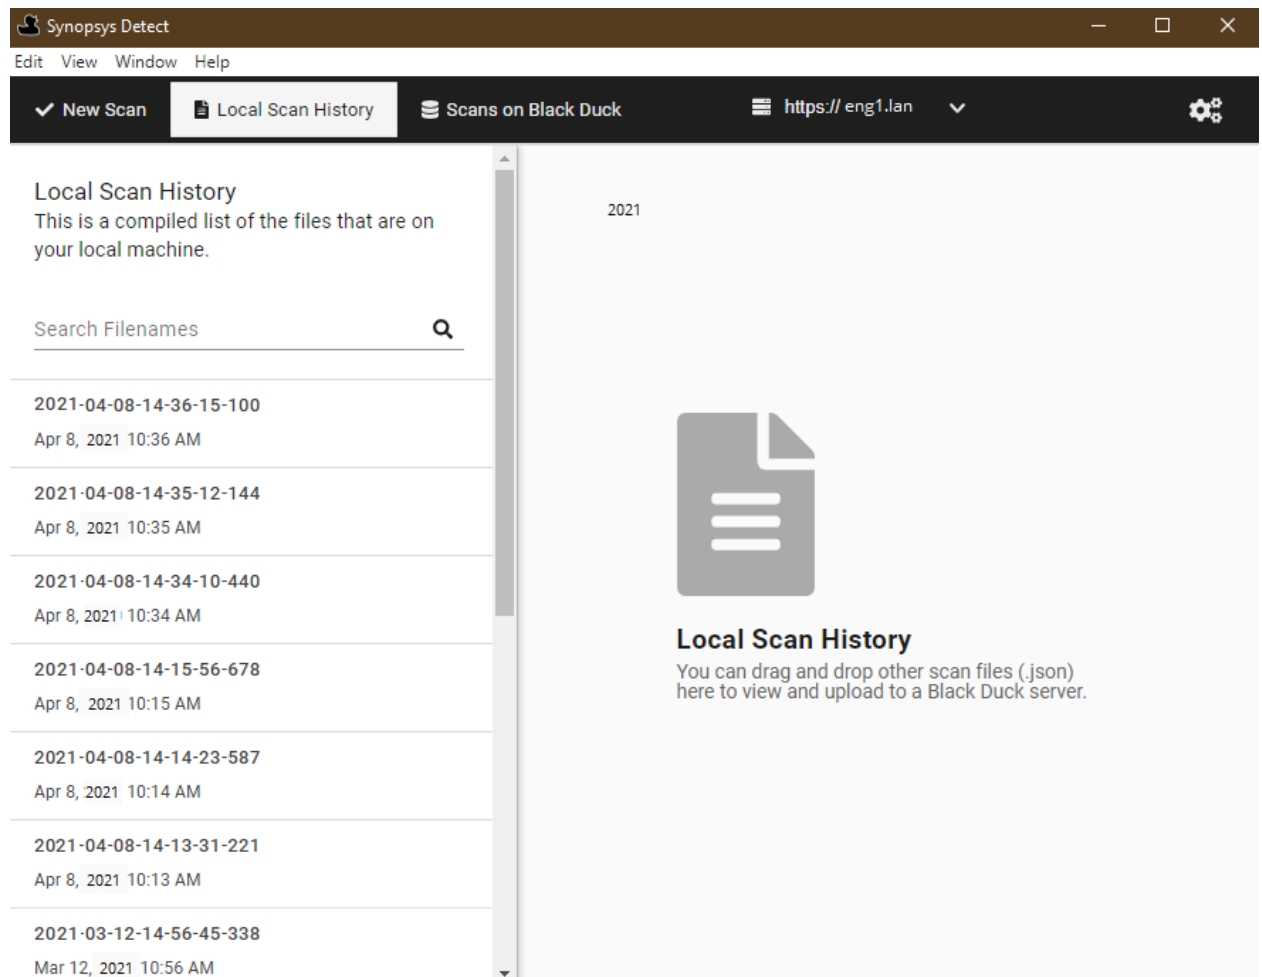 Synopsys Detect
Edit View Window Help
New Scan Local Scan History Scans on Black Duck https:// eng1.lan
Local Scan History
This is a compiled list of the files that are on
your local machine.
Search Filenames
2021-04-08-14-36-15-100
Apr 8, 2021 10:36 AM
2021-04-08-14-35-12-144
Apr 8, 2021 10:35 AM
2021-04-08-14-34-10-440
Apr 8, 2021 10:34 AM
2021-04-08-14-15-56-678
Apr 8, 2021 10:15 AM
2021-04-08-14-14-23-587
Apr 8, 2021 10:14 AM
2021-04-08-14-13-31-221
Apr 8, 2021 10:13 AM
2021-03-12-14-56-45-338
Mar 12, 2021 10:56 AM
2021
Local Scan History
You can drag and drop other scan files (.json)
here to view and upload to a Black Duck server.